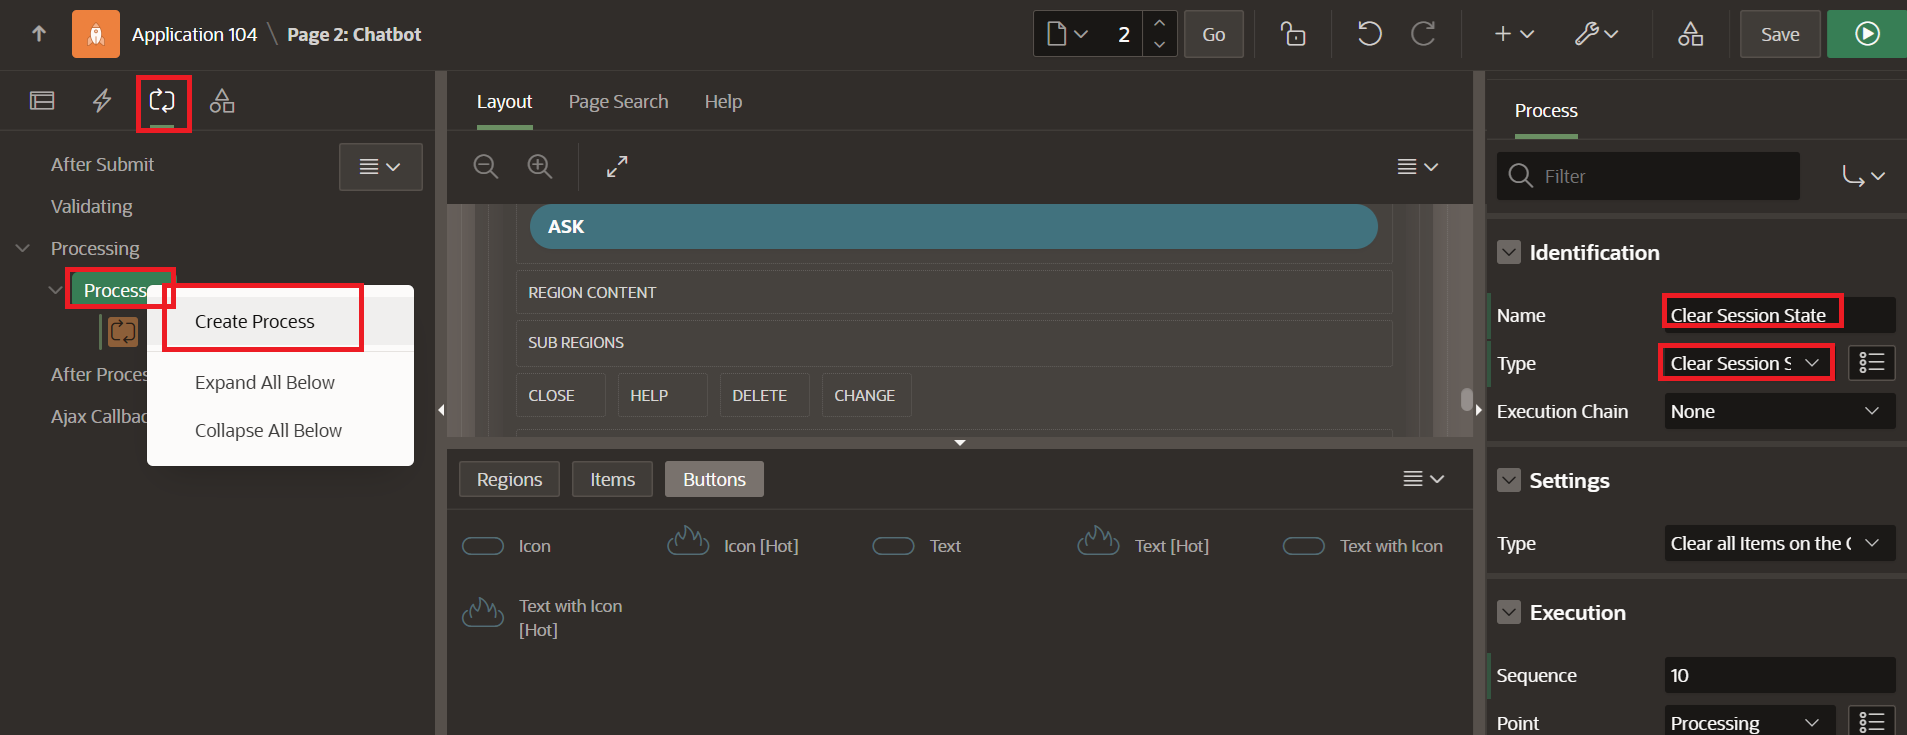 Application 104 \ Page 2: Chatbot
2
Go
Save
After Submit
Validating
Processing
Process
After Proces
Ajax Callbac
Create Process
Expand All Below
Collapse All Below
Layout
Page Search
Help
ASK
REGION CONTENT
SUB REGIONS
CLOSE
HELP
DELETE
CHANGE
Regions
Items
Buttons
Icon
Icon [Hot]
Text
Text [Hot]
Text with Icon
Text with Icon
[Hot]
Process
Filter
Identification
Name
Clear Session State
Type
Clear Session S
Execution Chain
None
Settings
Type
Clear all Items on the C
Execution
Sequence
10
Point
Processing